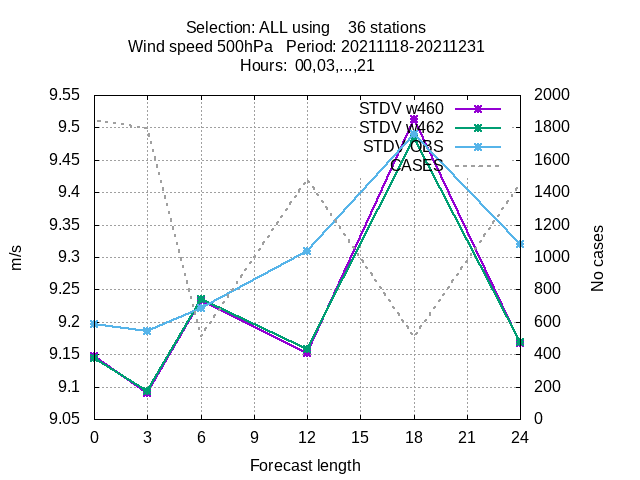 Selection: ALL using 36 stations
Wind speed 500hPa Period: 20211118-20211231
Hours: 00,03,...,21
STDV w460
STDV w462
STDV OBS
CASES
9.55
9.5
9.45
9.4
9.35
9.3
9.25
9.2
9.15
9.1
9.05
2000
1800
1600
1400
1200
1000
800
600
400
200
0
m/s
No cases
0 3 6 9 12 15 18 21 24
Forecast length